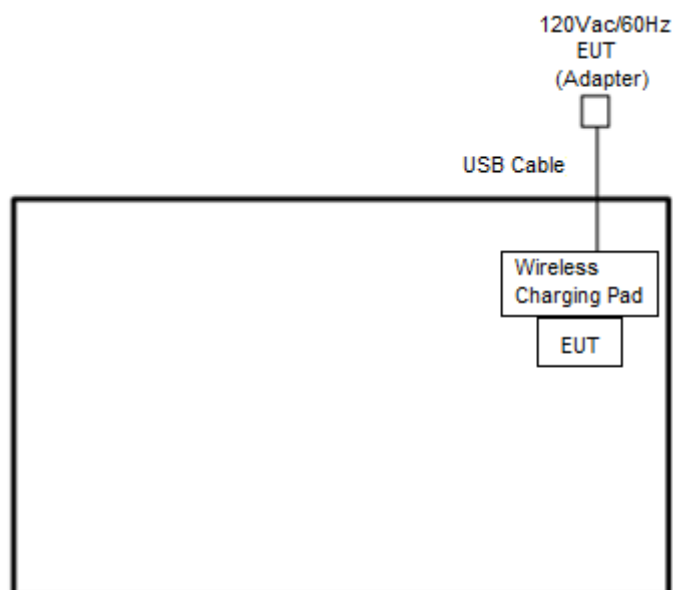 120Vac/60Hz
EUT
(Adapter)
USB Cable
Wireless
Charging Pad
EUT